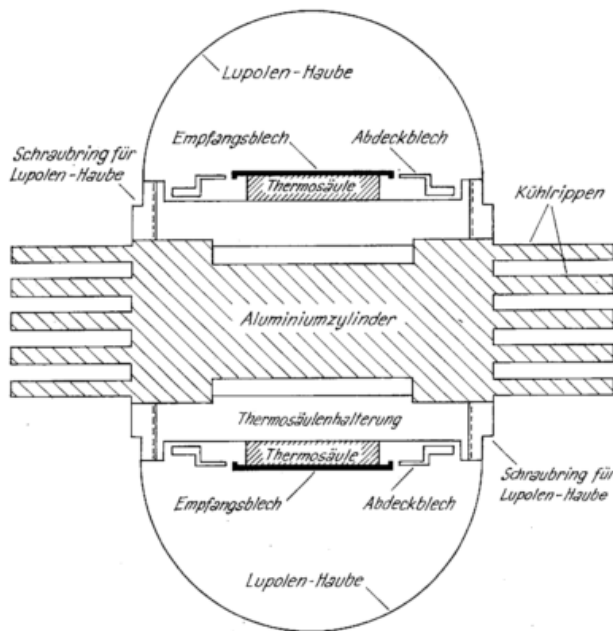 Lupolen-Haube
Empfangsblech
Abdeckblech
Schraubring für
Lupolen-Haube
Thermosäule
Kühlrippen
Aluminiumzylinder
Thermosäulenhalterung
Thermosäule
Empfangsblech
Abdeckblech
Schraubring für
Lupolen-Haube
Lupolen-Haube